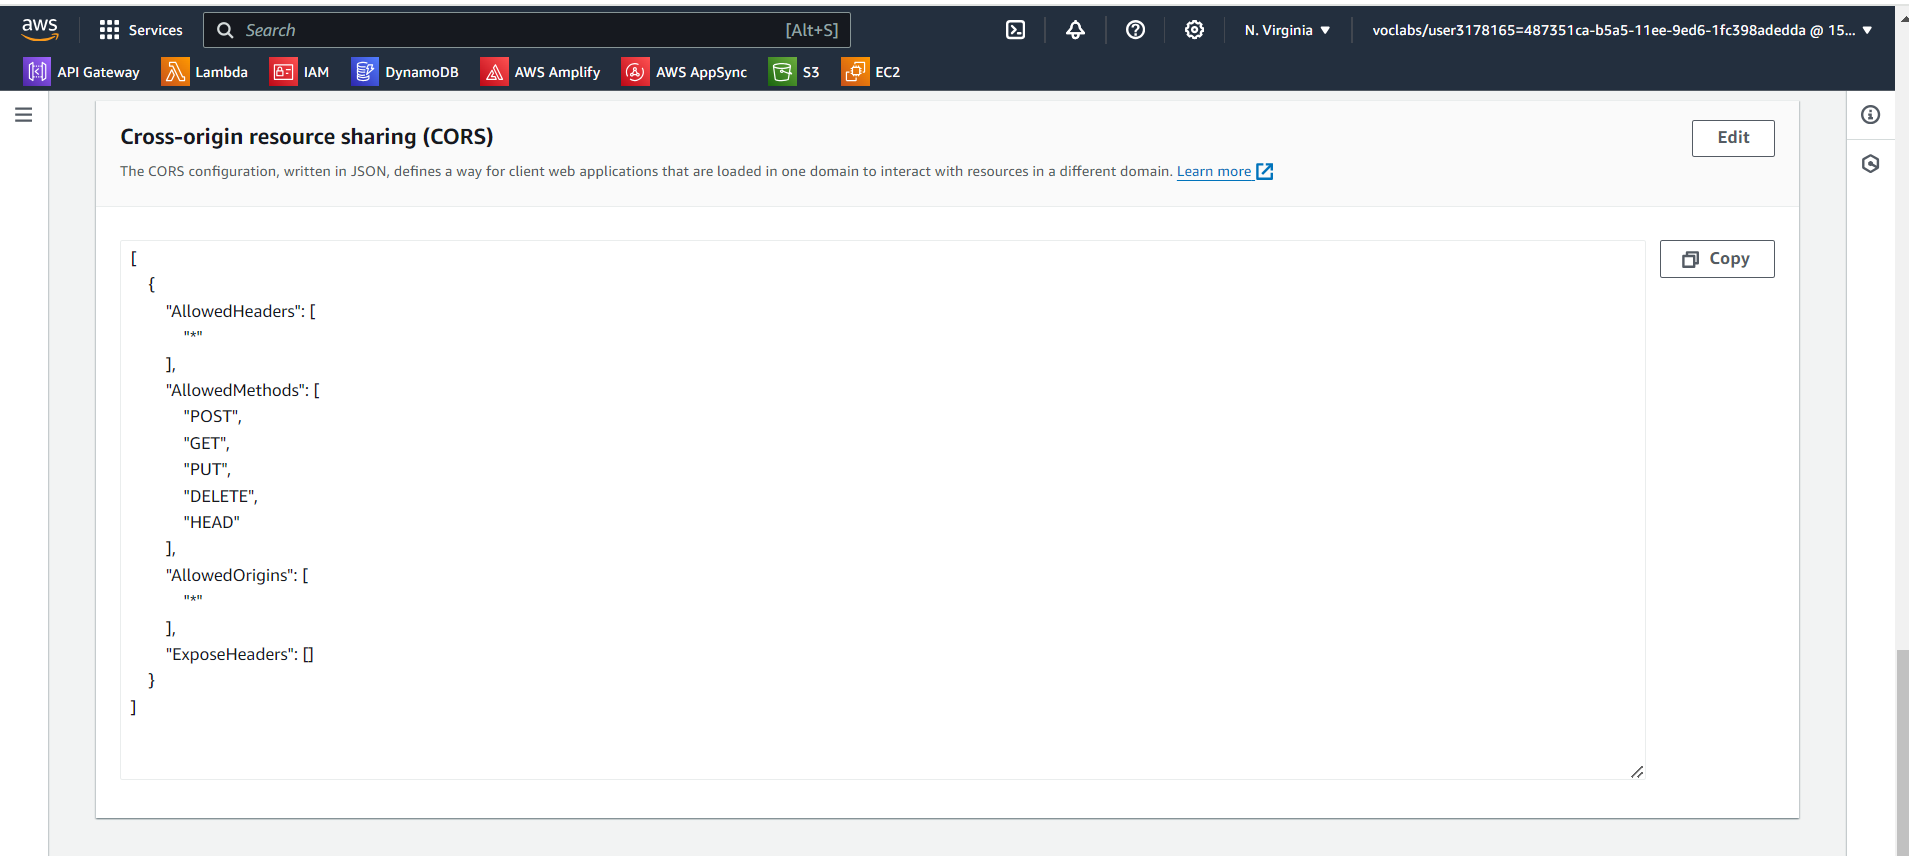 aws
Services
Search
[Alt+S]
N. Virginia
voclabs/user3178165=487351ca-b5a5-11ee-9ed6-1fc398adedda @ 15...
API Gateway
Lambda
IAM
DynamoDB
AWS Amplify
AWS AppSync
S3
EC2
Cross-origin resource sharing (CORS)
Edit
The CORS configuration, written in JSON, defines a way for client web applications that are loaded in one domain to interact with resources in a different domain. Learn more
Copy
[
{
"AllowedHeaders": [
"*"
],
"AllowedMethods": [
"POST",
"GET",
"PUT",
"DELETE",
"HEAD"
],
"AllowedOrigins": [
"*"
],
"ExposeHeaders": []
}
]